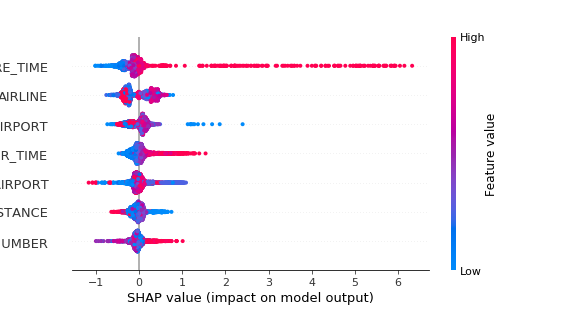 High
RE_TIME
AIRLINE
IRPORT
R_TIME
IRPORT
STANCE
UMBER
Feature value
Low
−1 0 1 2 3 4 5 6
SHAP value (impact on model output)